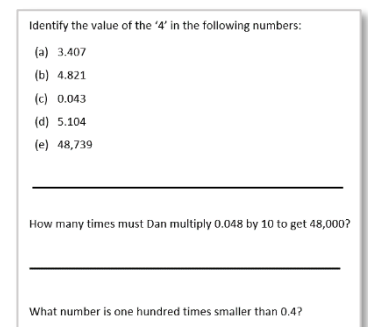 Identify the value of the ‘4’ in the following numbers:
(a) 3.407
(b) 4.821
(c) 0.043
(d) 5.104
(e) 48,739
How many times must Dan multiply 0.048 by 10 to get 48,000?
What number is one hundred times smaller than 0.4?